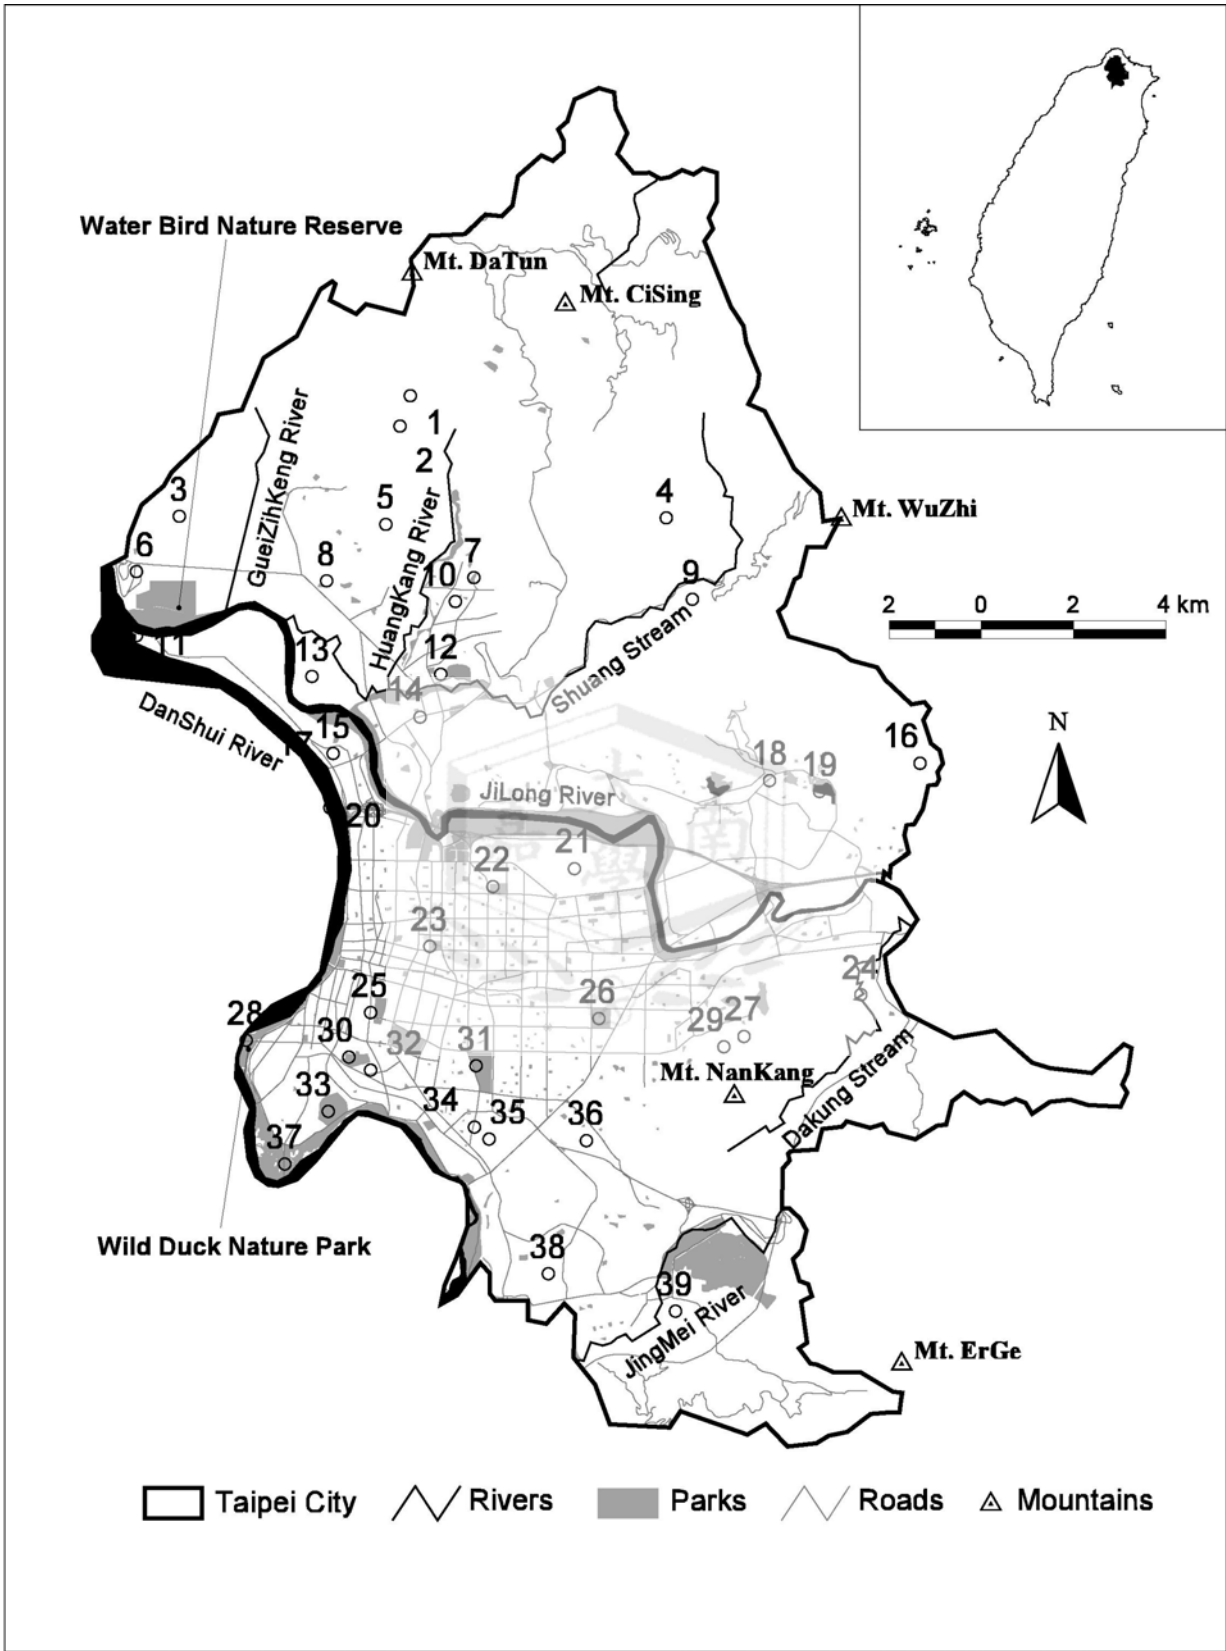 Water Bird Nature Reserve
Mt. DaTun
Mt. CiSing
1
2
GueiZihKeng River
3
5
4
Mt. WuZhi
HuangKang River
6
8
7
10
9
2 0 2 4 km
11
13
12
Shuang Stream
14
DanShui River
15
17
16
N
18
19
JiLong River
20
21
22
23
24
25
26
27
28
29
30
32
31
Mt. NanKang
Dakung Stream
33
34
35
36
37
Wild Duck Nature Park
38
39
JingMei River
Mt. ErGe
Taipei City
Rivers
Parks
Roads
Mountains